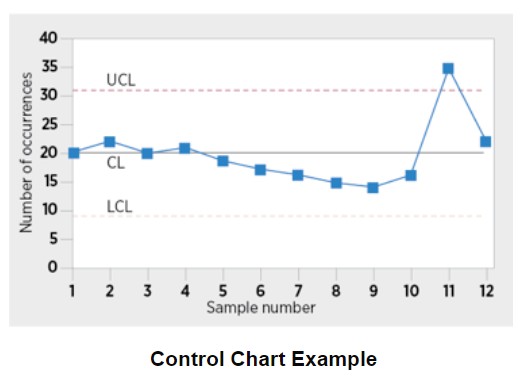 40
35
UCL
30
25
20
CL
15
LCL
10
5
0
Number of occurrences
1 2 3 4 5 6 7 8 9 10 11 12
Sample number
Control Chart Example